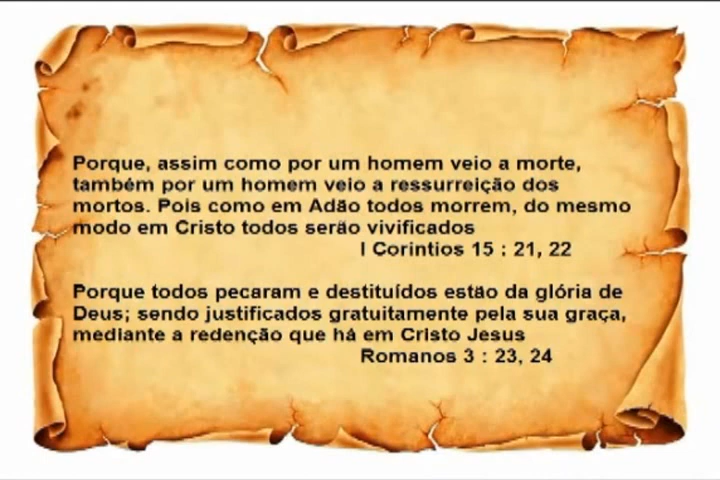 Porque, assim como por um homem veio a morte,
também por um homem veio a ressurreição dos
mortos. Pois como em Adão todos morrem, do mesmo
modo em Cristo todos serão vivificados
I Corintios 15 : 21, 22
Porque todos pecaram e destituídos estão da glória de
Deus; sendo justificados gratuitamente pela sua graça,
mediante a redenção que há em Cristo Jesus
Romanos 3 : 23, 24